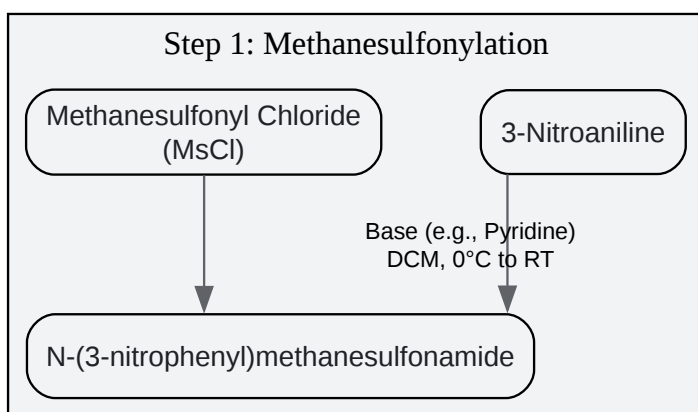 Step 1: Methanesulfonylation
Methanesulfonyl Chloride
(MsCl)
3-Nitroaniline
Base (e.g., Pyridine)
DCM, 0°C to RT
N-(3-nitrophenyl)methanesulfonamide